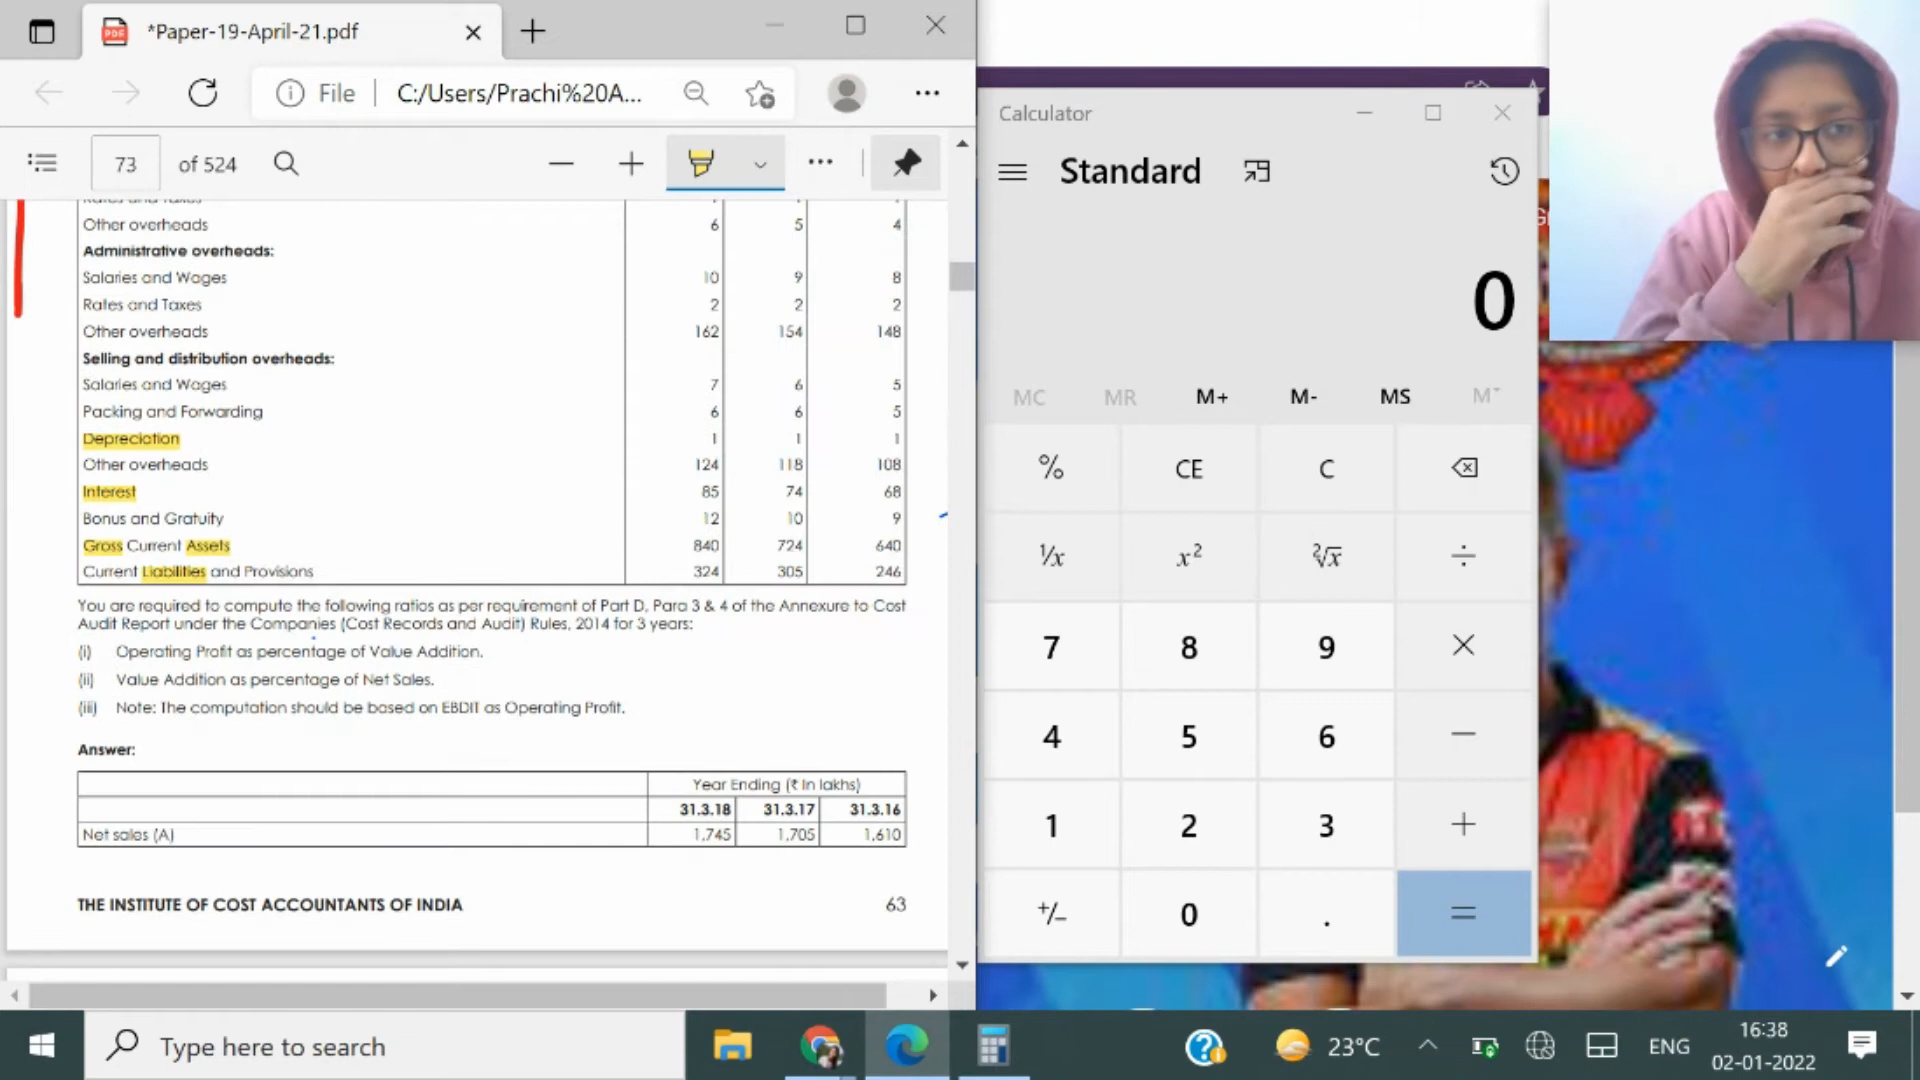 *Paper-19-April-21.pdf
File
C:/Users/Prachi%20A...
73 of 524
Rates and Taxes
Other overheads 6 5 4
Administrative overheads:
Salaries and Wages 10 9 8
Rates and Taxes 2 2 2
Other overheads 162 154 148
Selling and distribution overheads:
Salaries and Wages 7 6 5
Packing and Forwarding 6 6 5
Depreciation 1 1 1
Other overheads 124 118 108
Interest 85 74 68
Bonus and Gratuity 12 10 9
Gross Current Assets 840 724 640
Current Liabilities and Provisions 324 305 246
You are required to compute the following ratios as per requirement of Part D, Para 3 & 4 of the Annexure to Cost
Audit Report under the Companies (Cost Records and Audit) Rules, 2014 for 3 years:
(i) Operating Profit as percentage of Value Addition.
(ii) Value Addition as percentage of Net Sales.
(iii) Note: The computation should be based on EBDIT as Operating Profit.
Answer:
Year Ending (₹ In lakhs)
31.3.18 31.3.17 31.3.16
Net sales (A) 1,745 1,705 1,610
THE INSTITUTE OF COST ACCOUNTANTS OF INDIA 63
Calculator
Standard
0
MC MR M+ M- MS M˅
% CE C
¹/x x² ²√x ÷
7 8 9 ×
4 5 6 −
1 2 3 +
+/− 0 . =
Type here to search
23°C
ENG
16:38
02-01-2022